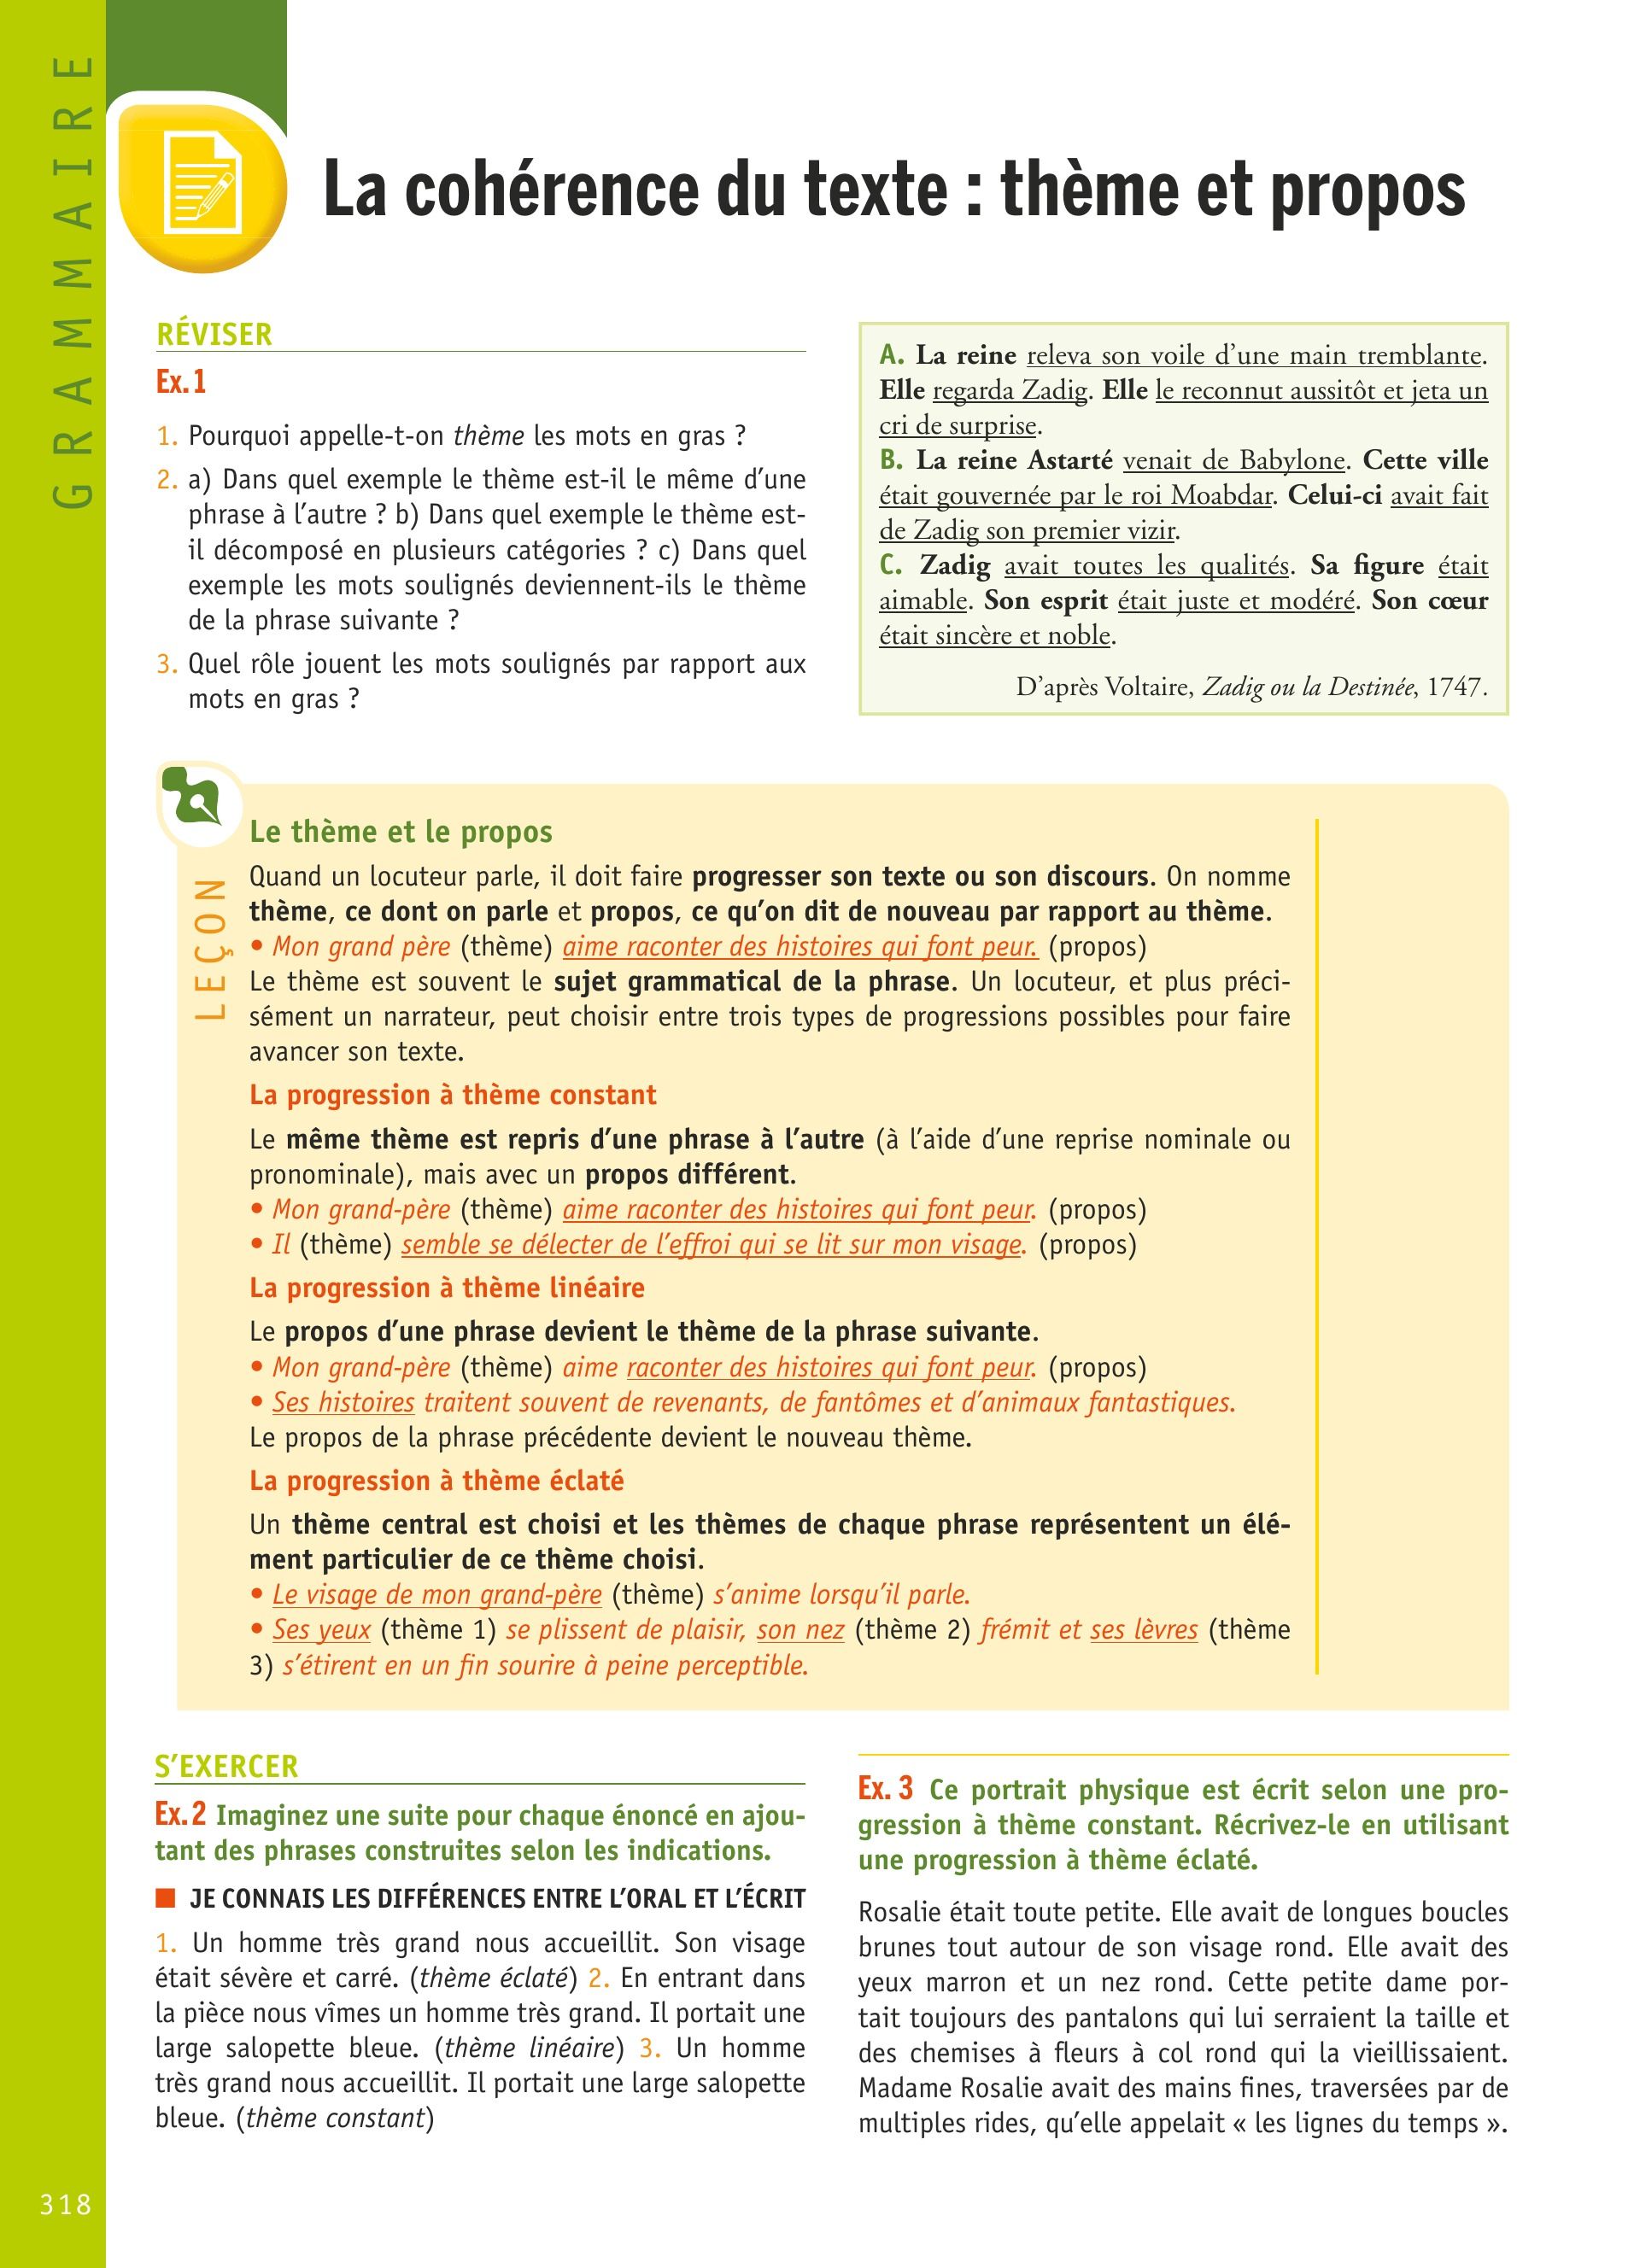 GRAMMAIRE
La cohérence du texte : thème et propos
RÉVISER
Ex. 1
1. Pourquoi appelle-t-on thème les mots en gras ?
2. a) Dans quel exemple le thème est-il le même d’une
phrase à l’autre ? b) Dans quel exemple le thème est-
il décomposé en plusieurs catégories ? c) Dans quel
exemple les mots soulignés deviennent-ils le thème
de la phrase suivante ?
3. Quel rôle jouent les mots soulignés par rapport aux
mots en gras ?
A. La reine releva son voile d’une main tremblante.
Elle regarda Zadig. Elle le reconnut aussitôt et jeta un
cri de surprise.
B. La reine Astarté venait de Babylone. Cette ville
était gouvernée par le roi Moabdar. Celui-ci avait fait
de Zadig son premier vizir.
C. Zadig avait toutes les qualités. Sa figure était
aimable. Son esprit était juste et modéré. Son cœur
était sincère et noble.
D’après Voltaire, Zadig ou la Destinée, 1747.
LEÇON
Le thème et le propos
Quand un locuteur parle, il doit faire progresser son texte ou son discours. On nomme
thème, ce dont on parle et propos, ce qu’on dit de nouveau par rapport au thème.
• Mon grand père (thème) aime raconter des histoires qui font peur. (propos)
Le thème est souvent le sujet grammatical de la phrase. Un locuteur, et plus préci-
sément un narrateur, peut choisir entre trois types de progressions possibles pour faire
avancer son texte.
La progression à thème constant
Le même thème est repris d’une phrase à l’autre (à l’aide d’une reprise nominale ou
pronominale), mais avec un propos différent.
• Mon grand-père (thème) aime raconter des histoires qui font peur. (propos)
• Il (thème) semble se délecter de l’effroi qui se lit sur mon visage. (propos)
La progression à thème linéaire
Le propos d’une phrase devient le thème de la phrase suivante.
• Mon grand-père (thème) aime raconter des histoires qui font peur. (propos)
• Ses histoires traitent souvent de revenants, de fantômes et d’animaux fantastiques.
Le propos de la phrase précédente devient le nouveau thème.
La progression à thème éclaté
Un thème central est choisi et les thèmes de chaque phrase représentent un élé-
ment particulier de ce thème choisi.
• Le visage de mon grand-père (thème) s’anime lorsqu’il parle.
• Ses yeux (thème 1) se plissent de plaisir, son nez (thème 2) frémit et ses lèvres (thème
3) s’étirent en un fin sourire à peine perceptible.
S’EXERCER
Ex. 2 Imaginez une suite pour chaque énoncé en ajou-
tant des phrases construites selon les indications.
■ JE CONNAIS LES DIFFÉRENCES ENTRE L’ORAL ET L’ÉCRIT
1. Un homme très grand nous accueillit. Son visage
était sévère et carré. (thème éclaté) 2. En entrant dans
la pièce nous vîmes un homme très grand. Il portait une
large salopette bleue. (thème linéaire) 3. Un homme
très grand nous accueillit. Il portait une large salopette
bleue. (thème constant)
Ex. 3 Ce portrait physique est écrit selon une pro-
gression à thème constant. Récrivez-le en utilisant
une progression à thème éclaté.
Rosalie était toute petite. Elle avait de longues boucles
brunes tout autour de son visage rond. Elle avait des
yeux marron et un nez rond. Cette petite dame por-
tait toujours des pantalons qui lui serraient la taille et
des chemises à fleurs à col rond qui la vieillissaient.
Madame Rosalie avait des mains fines, traversées par de
multiples rides, qu’elle appelait « les lignes du temps ».
318